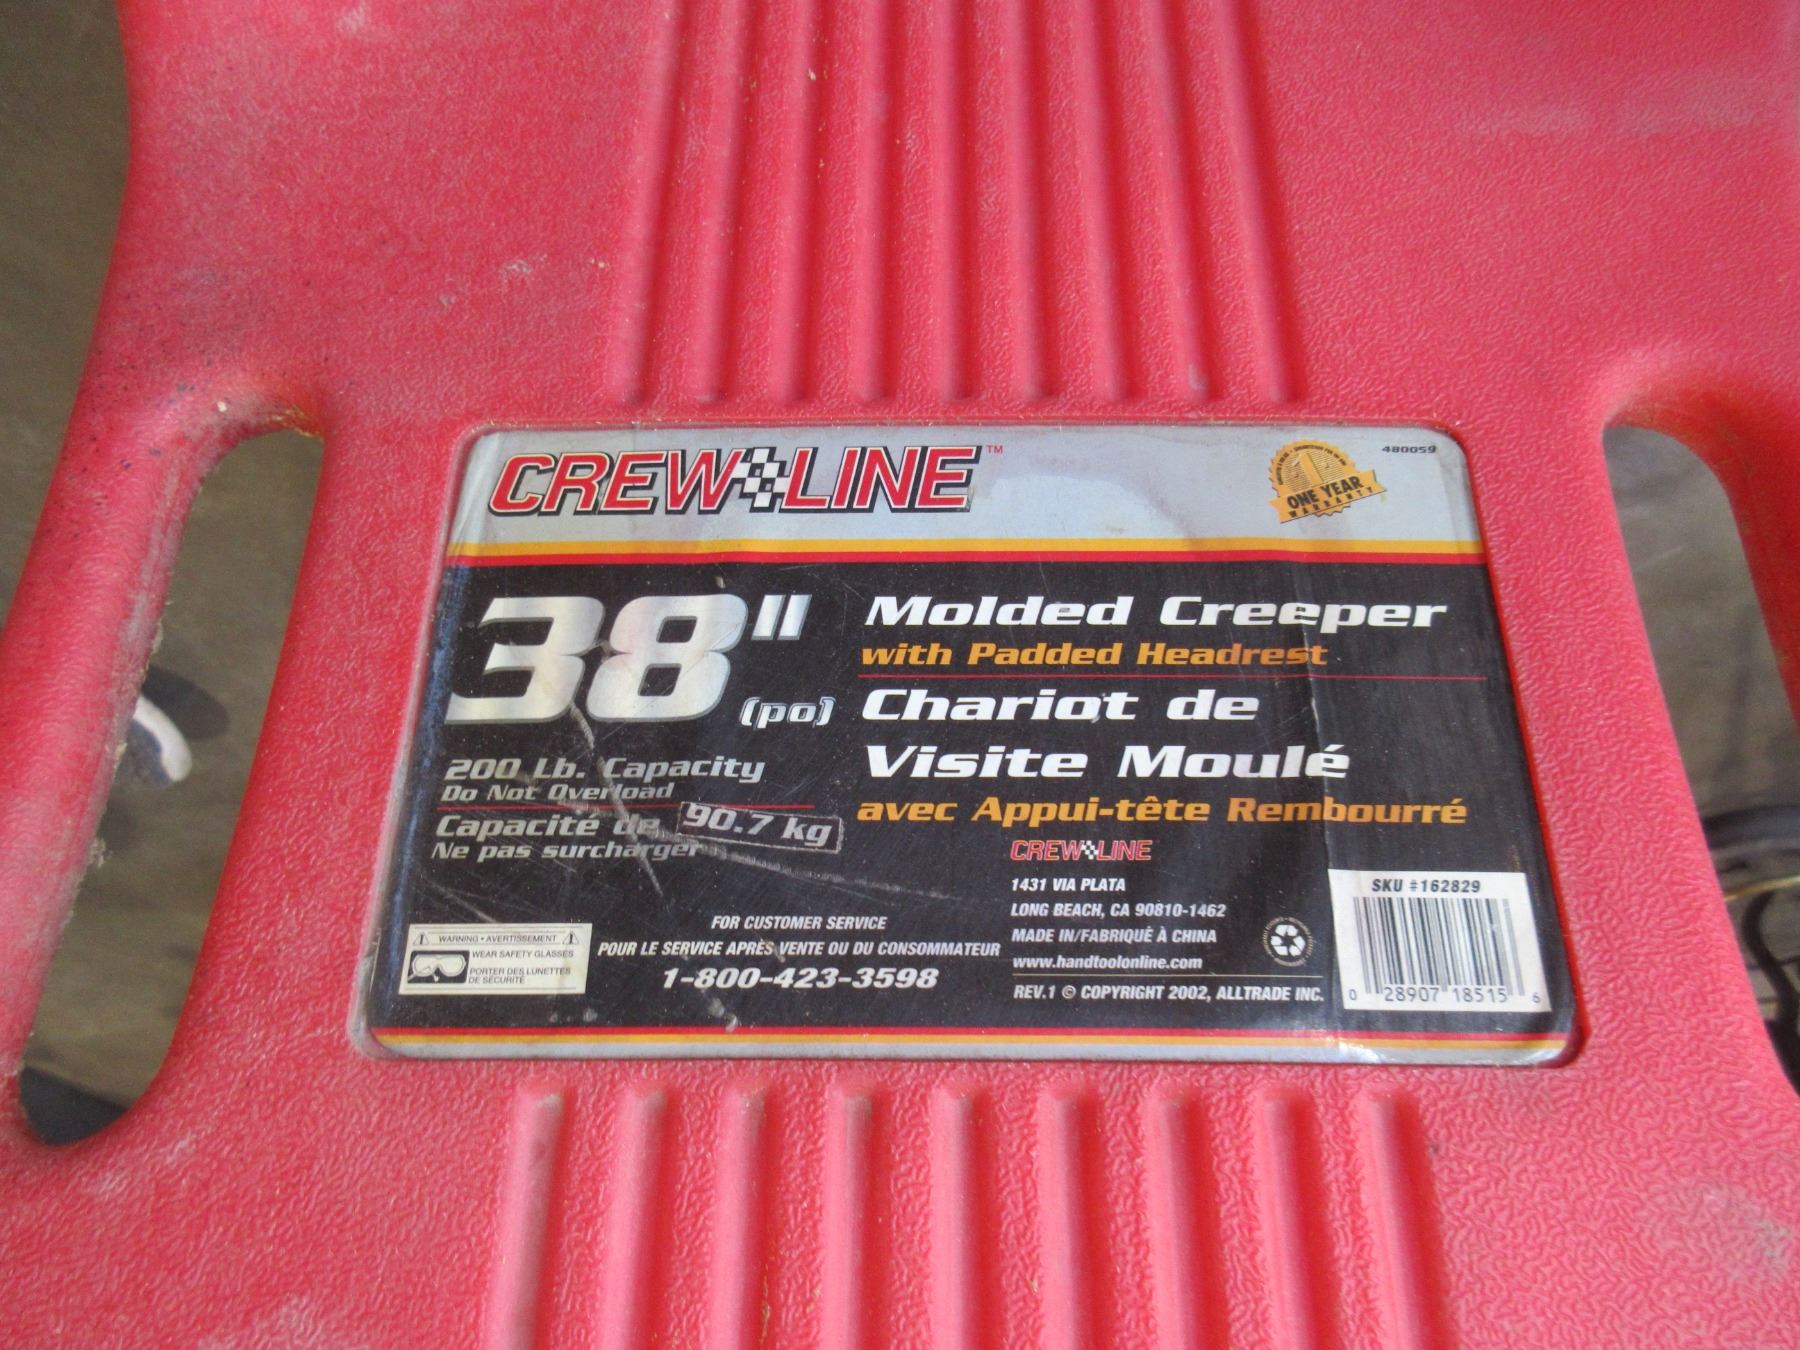 CREW LINE™
ONE YEAR
WARRANTY
480059
38" (po)
Molded Creeper
with Padded Headrest
Chariot de
Visite Moulé
avec Appui-tête Rembourré
200 Lb. Capacity
Do Not Overload
Capacité de 90.7 kg
Ne pas surcharger
WARNING • AVERTISSEMENT
WEAR SAFETY GLASSES
PORTER DES LUNETTES
DE SÉCURITÉ
FOR CUSTOMER SERVICE
POUR LE SERVICE APRÈS VENTE OU DU CONSOMMATEUR
1-800-423-3598
CREW LINE
1431 VIA PLATA
LONG BEACH, CA 90810-1462
MADE IN/FABRIQUÉ À CHINA
www.handtoolonline.com
REV.1 © COPYRIGHT 2002, ALLTRADE INC.
SKU #162829
0 28907 18515 6